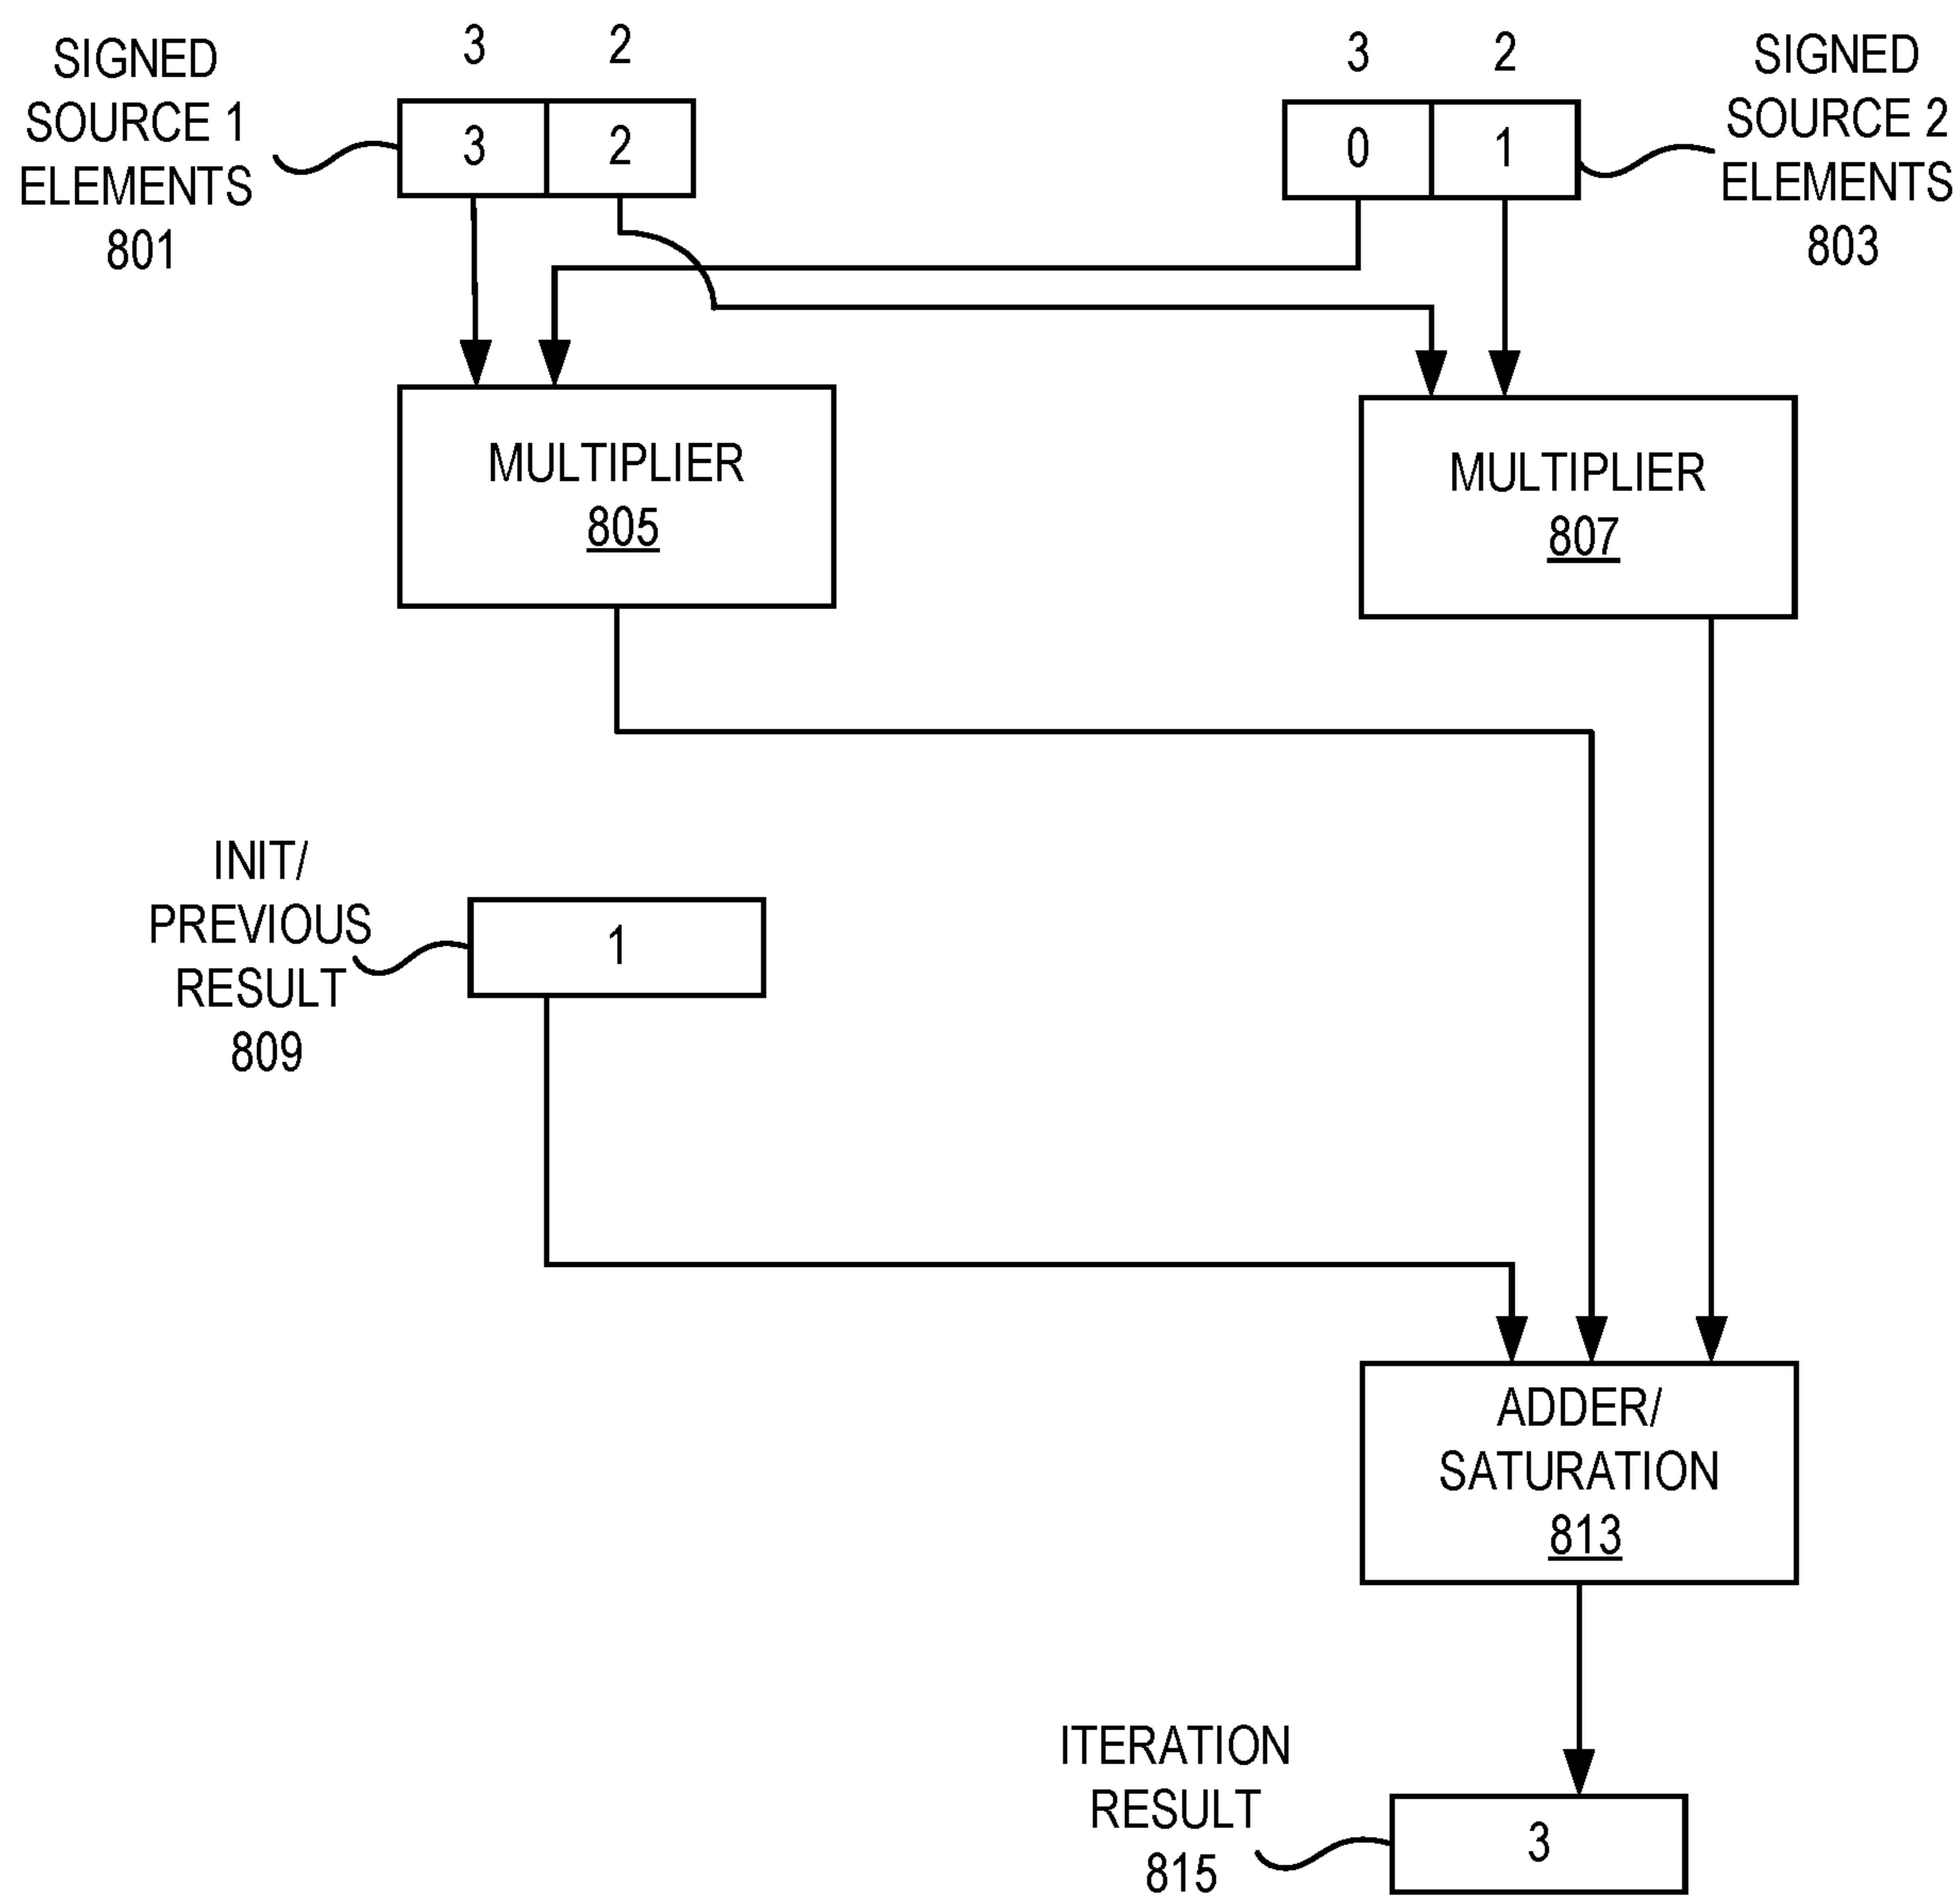 SIGNED
SOURCE 1
ELEMENTS
801
3 2
3 2
3 2
0 1
SIGNED
SOURCE 2
ELEMENTS
803
MULTIPLIER
805
MULTIPLIER
807
INIT/
PREVIOUS
RESULT
809
1
ADDER/
SATURATION
813
ITERATION
RESULT
815
3